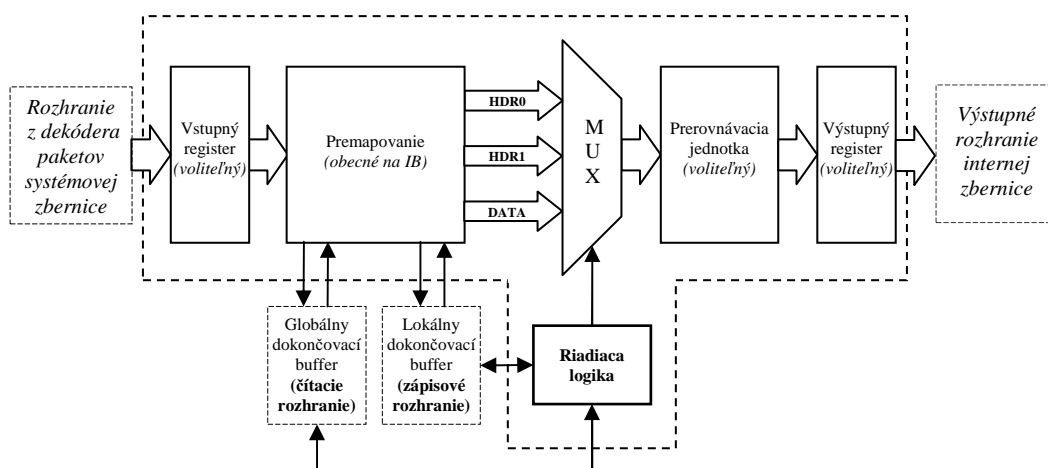 Rozhranie
z dekódera
paketov
systémovej
zbernice
Vstupný
register
(voliteľný)
Premapovanie
(obecné na IB)
HDR0
HDR1
DATA
M
U
X
Prerovnávacia
jednotka
(voliteľný)
Výstupný
register
(voliteľný)
Výstupné
rozhranie
internej
zbernice
Globálny
dokončovací
buffer
(čítacie
rozhranie)
Lokálny
dokončovací
buffer
(zápisové
rozhranie)
Riadiaca
logika